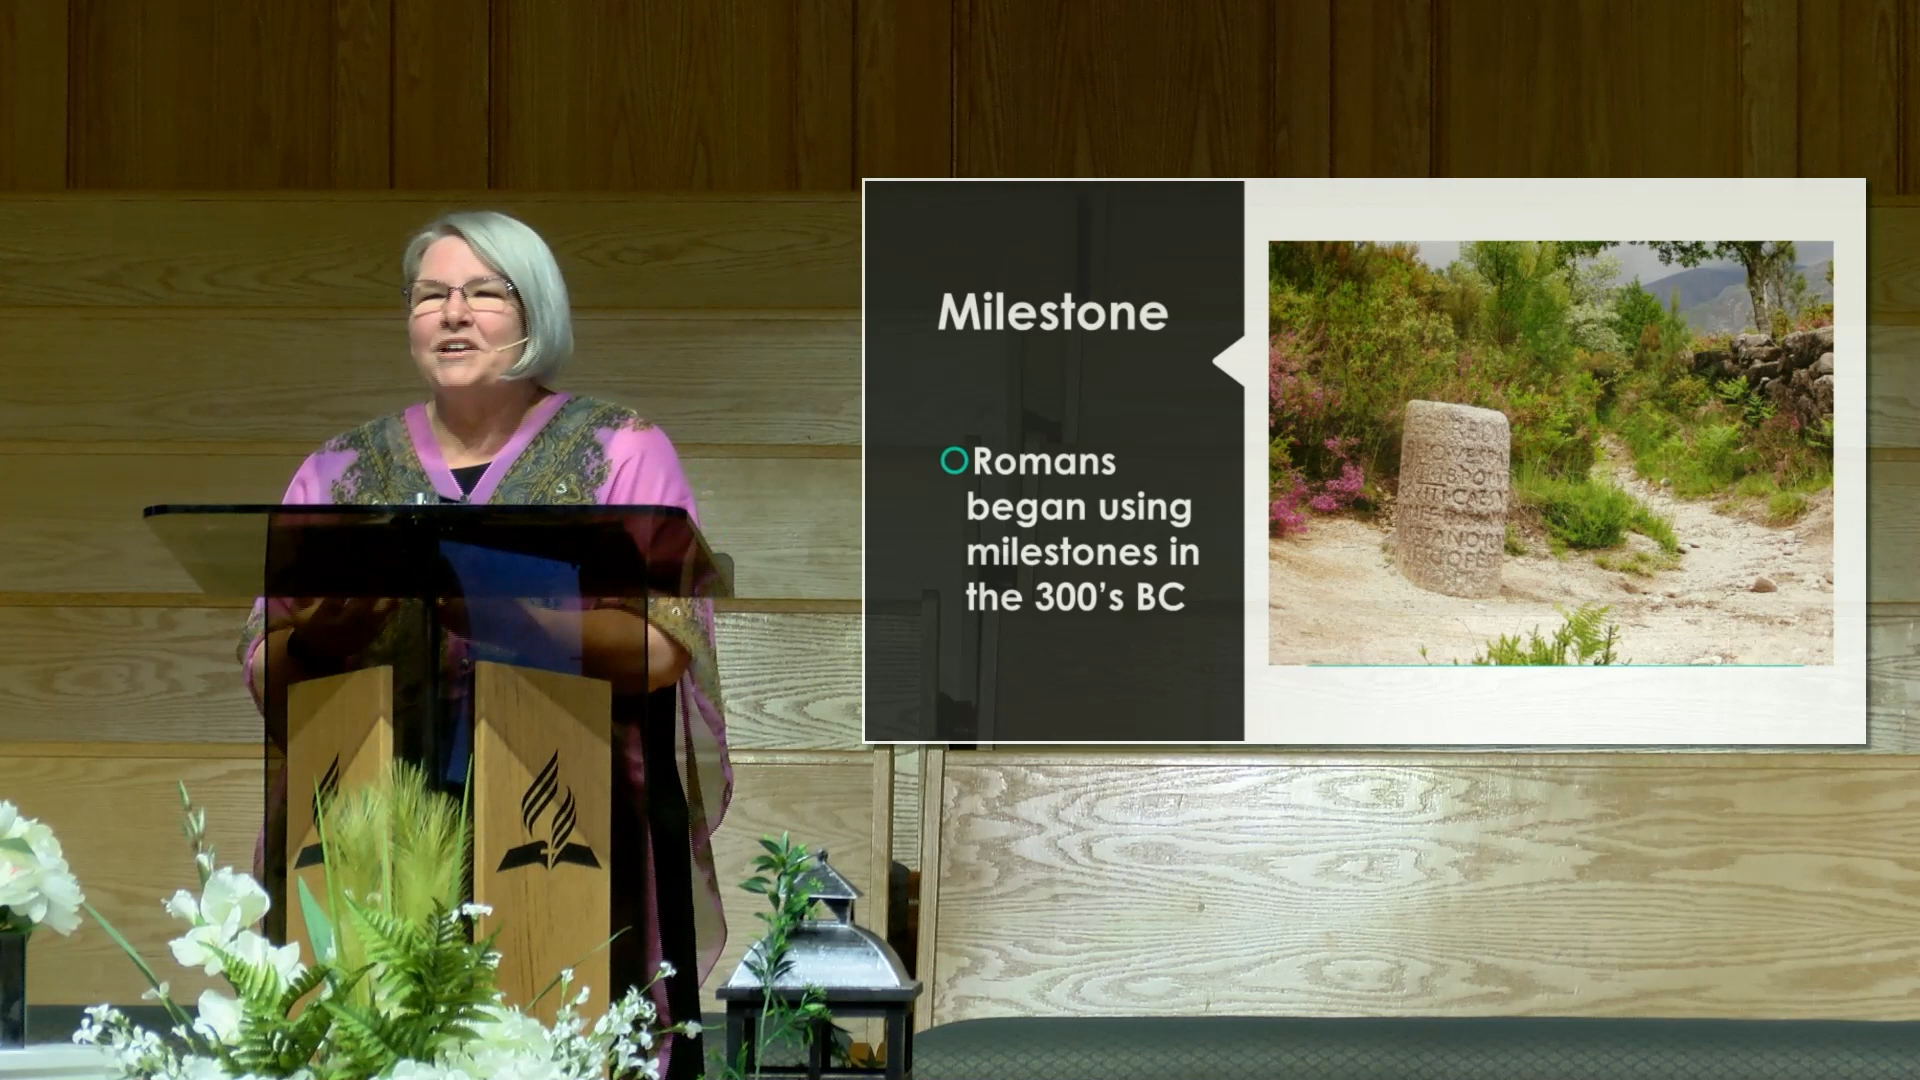 Milestone
Romans
began using
milestones in
the 300's BC